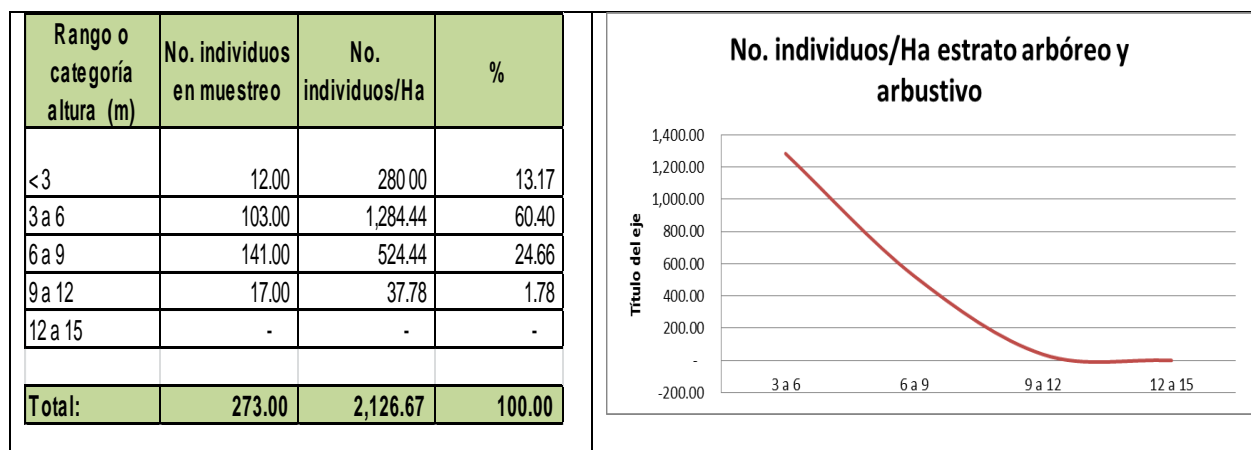 Rango o categoría altura (m) No. individuos en muestreo No. individuos/Ha %
<3 12.00 280 00 13.17
3 a 6 103.00 1,284.44 60.40
6 a 9 141.00 524.44 24.66
9 a 12 17.00 37.78 1.78
12 a 15 - - -
Total: 273.00 2,126.67 100.00
No. individuos/Ha estrato arbóreo y
arbustivo
Título del eje
1,400.00
1,200.00
1,000.00
800.00
600.00
400.00
200.00
-
-200.00
3 a 6 6 a 9 9 a 12 12 a 15